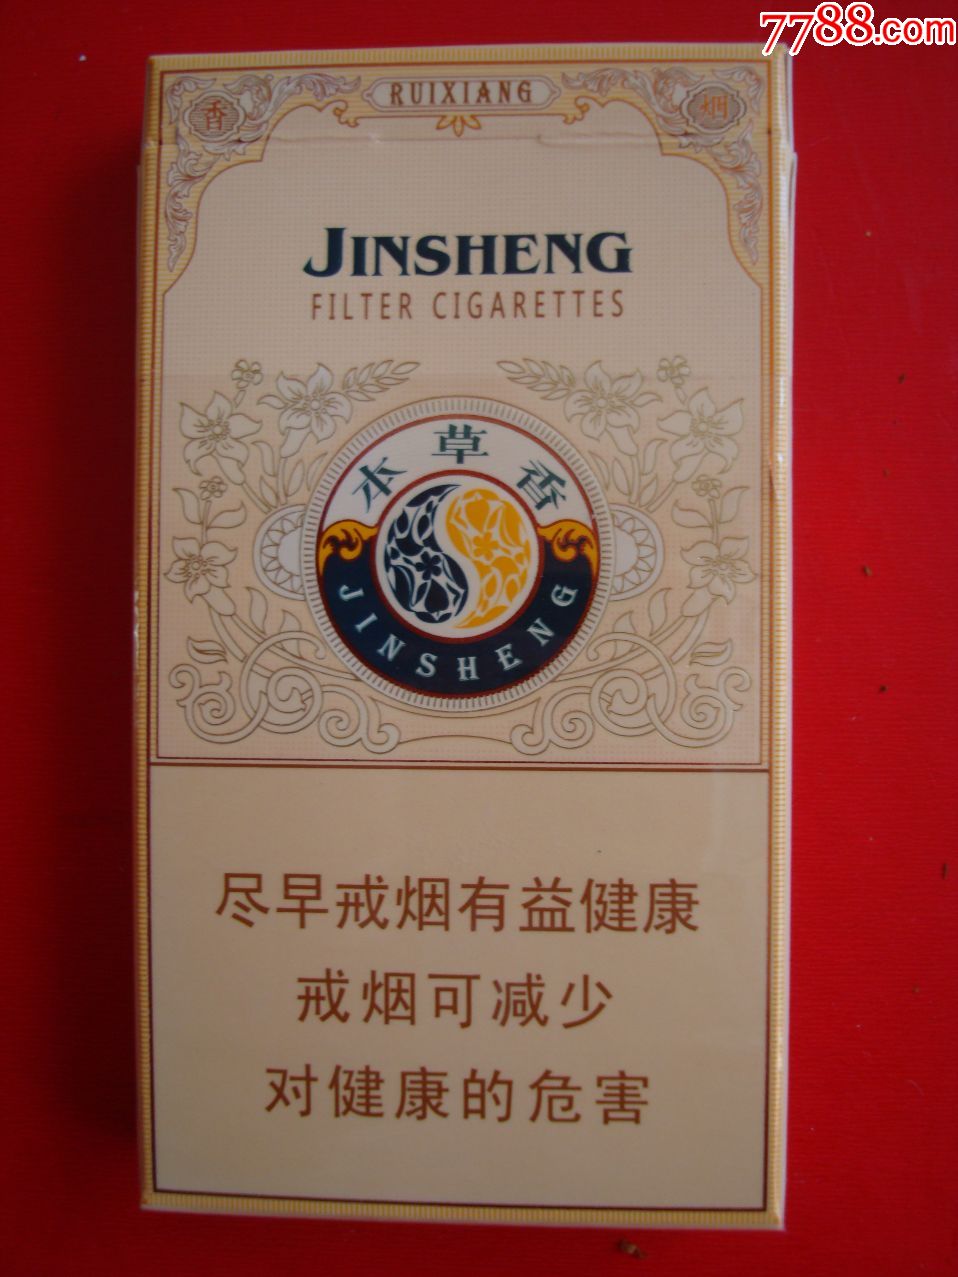 7788.com
香 RUIXIANG 烟
JINSHENG
FILTER CIGARETTES
本草香
JINSHENG
尽早戒烟有益健康
戒烟可减少
对健康的危害